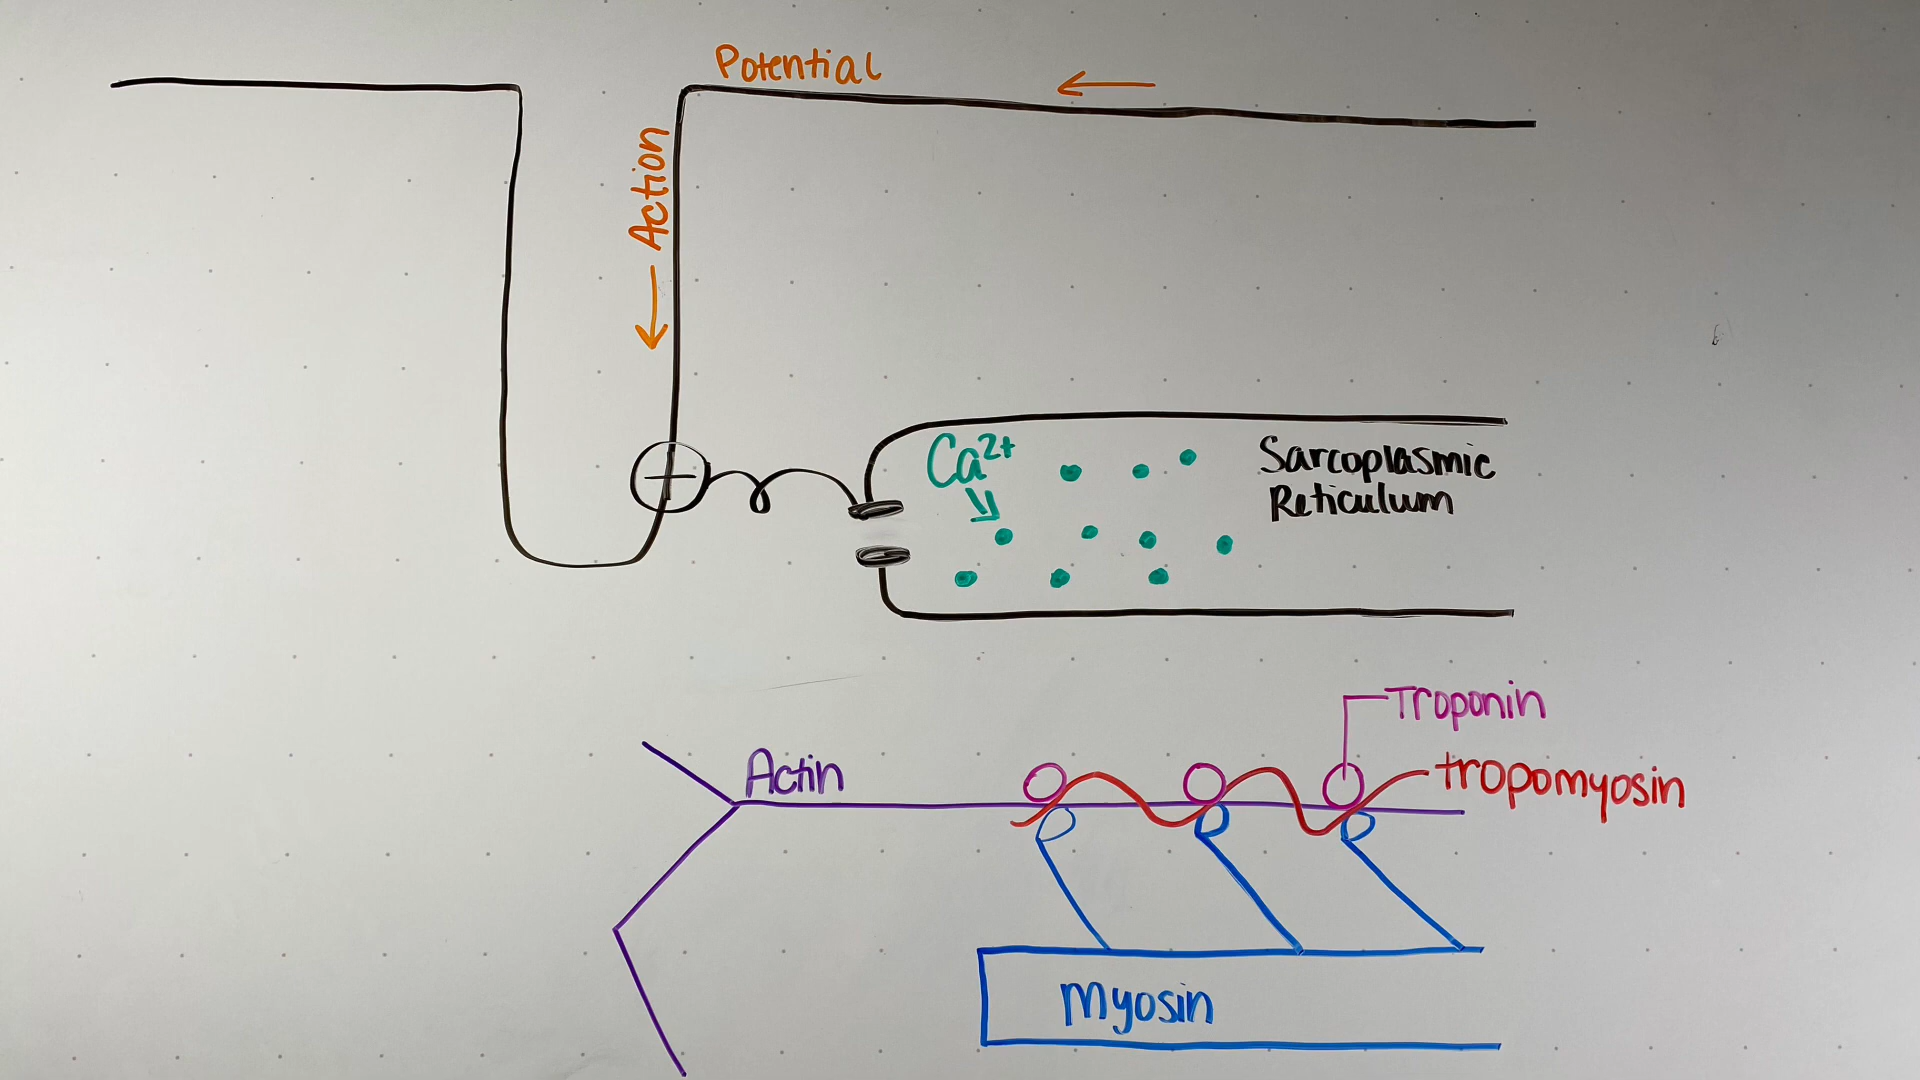 Potential
←
Action
←
Ca²⁺
Sarcoplasmic
Reticulum
Troponin
Actin
tropomyosin
myosin